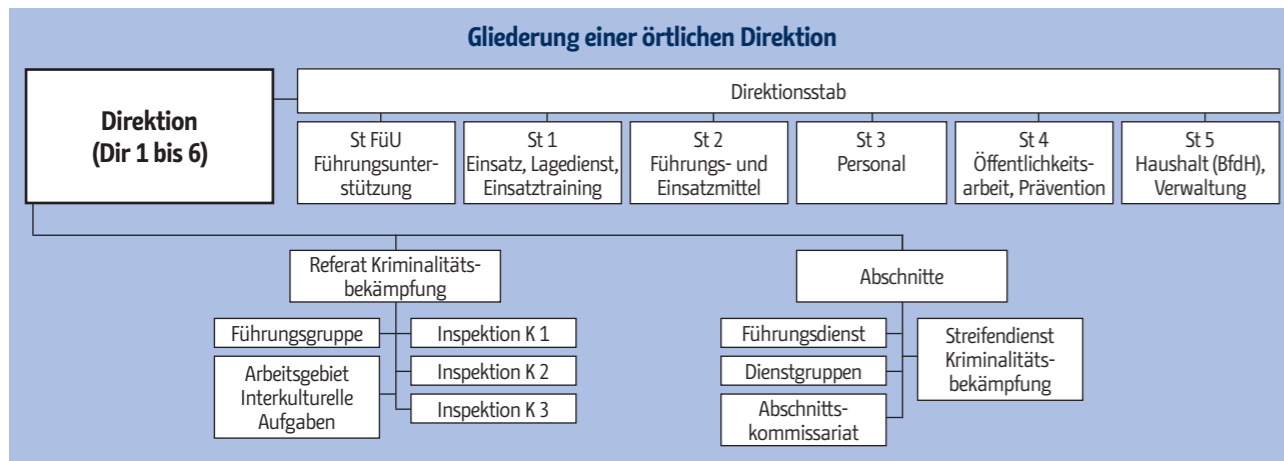 Gliederung einer örtlichen Direktion
Direktion
(Dir 1 bis 6)
Direktionsstab
St FüU
Führungsunter-
stützung
St 1
Einsatz, Lagedienst,
Einsatztraining
St 2
Führungs- und
Einsatzmittel
St 3
Personal
St 4
Öffentlichkeits-
arbeit, Prävention
St 5
Haushalt (BfdH),
Verwaltung
Referat Kriminalitäts-
bekämpfung
Führungsgruppe
Arbeitsgebiet
Interkulturelle
Aufgaben
Inspektion K 1
Inspektion K 2
Inspektion K 3
Abschnitte
Führungsdienst
Dienstgruppen
Abschnitts-
kommissariat
Streifendienst
Kriminalitäts-
bekämpfung